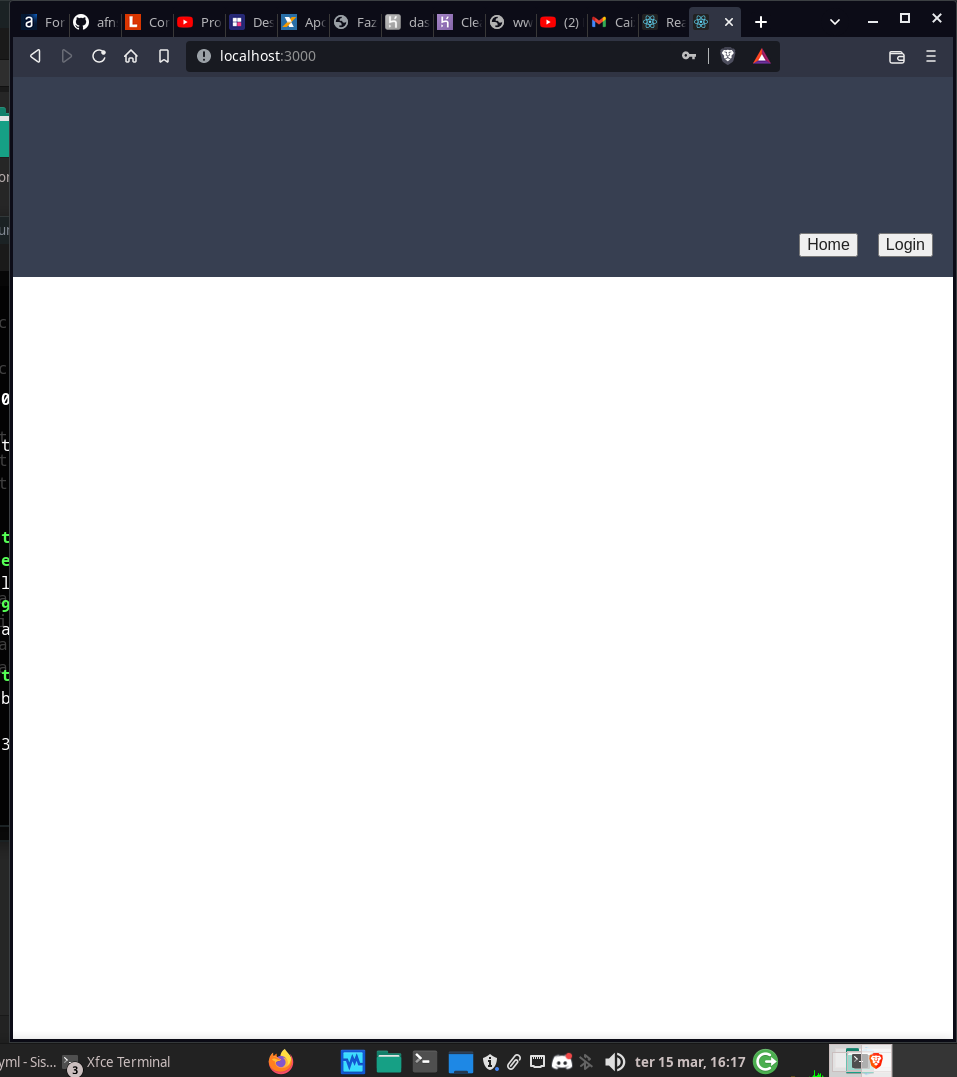 For
afn
Cor
Pro
Des
Apo
Faz
das
Cle
ww
(2)
Cai
Rea
localhost:3000
Home
Login
yml - Sis...
3
Xfce Terminal
ter 15 mar, 16:17